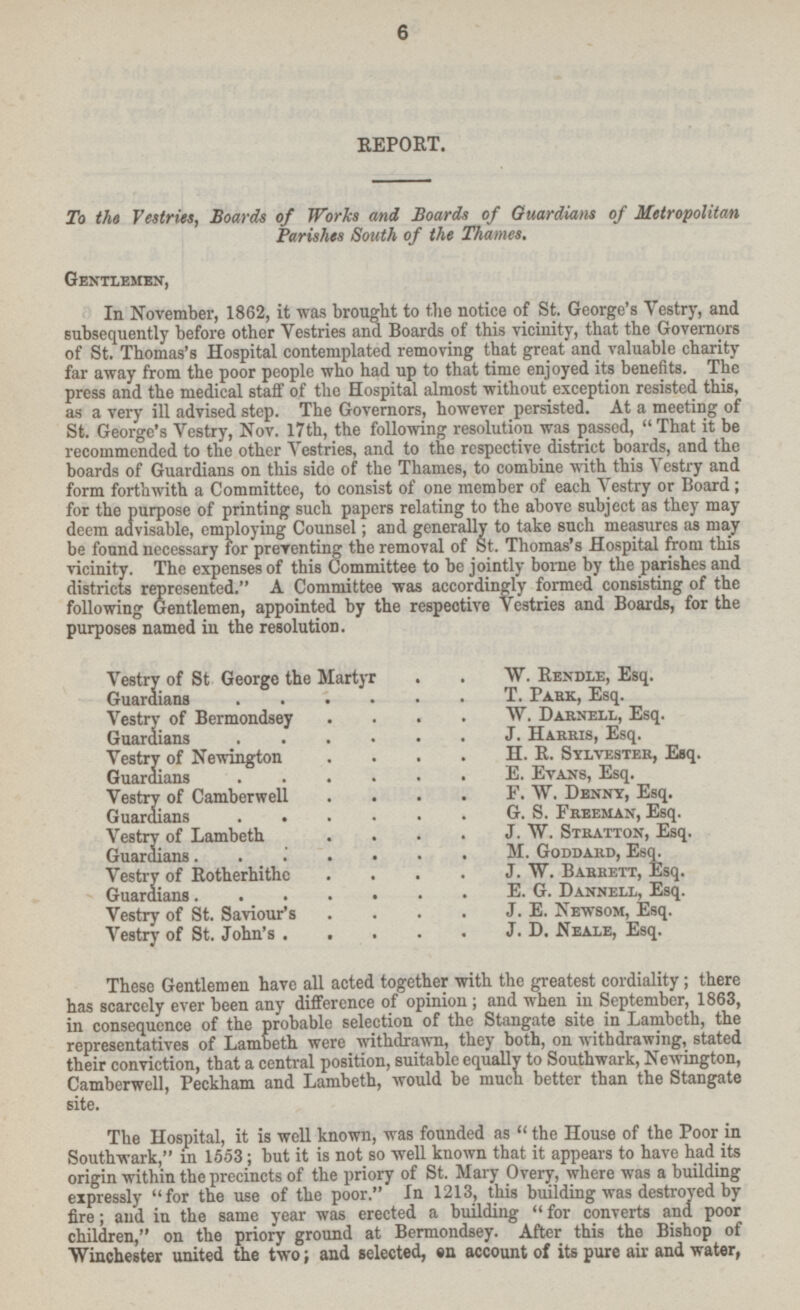 6
REPORT.
To the Vestries, Boards of Works and Boards of Guardians of Metropolitan
Parishes South of the Thames.
GENTLEMEN,
In November, 1862, it was brought to the notice of St. George's Vestry, and
subsequently before other Vestries and Boards of this vicinity, that the Governors
of St. Thomas's Hospital contemplated removing that great and valuable charity
far away from the poor people who had up to that time enjoyed its benefits. The
press and the medical staff of the Hospital almost without exception resisted this,
as a very ill advised step. The Governors, however persisted. At a meeting of
St. George's Vestry, Nov. 17th, the following resolution was passed, "That it be
recommended to the other Vestries, and to the respective district boards, and the
boards of Guardians on this side of the Thames, to combine with this Vestry and
form forthwith a Committee, to consist of one member of each Vestry or Board;
for the purpose of printing such papers relating to the above subject as they may
deem advisable, employing Counsel; and generally to take such measures as may
be found necessary for preventing the removal of St. Thomas's Hospital from this
vicinity. The expenses of this Committee to be jointly borne by the parishes and
districts represented." A Committee was accordingly formed consisting of the
following Gentlemen, appointed by the respective Vestries and Boards, for the
purposes named in the resolution.
Vestry of St George the Martyr . . W. RENDLE, Esq.
Guardians . . . . . . T. PARK, Esq.
Vestry of Bermondsey . . . . W. DARNELL, Esq.
Guardians . . . . . . J. HARRIS, Esq.
Vestry of Newington . . . . H. R. SYLVESTER, Esq.
Guardians . . . . . . E. EVANS, Esq.
Vestry of Camberwell . . . . F. W. DENNY, Esq.
Guardians . . . . . . G. S. FREEMAN, Esq.
Vestry of Lambeth . . . . J. W. STRATTON, Esq.
Guardians . . . . . . . M. GODDARD, Esq.
Vestry of Rotherhithe . . . . J. W. BARRETT, Esq.
Guardians . . . . . . . E. G. DANNELL, Esq.
Vestry of St. Saviour's . . . . J. E. NEWSOM, Esq.
Vestry of St. John's . . . . . J. D. NEALE, Esq.
These Gentlemen have all acted together with the greatest cordiality; there
has scarcely ever been any difference of opinion; and when in September, 1863,
in consequence of the probable selection of the Stangate site in Lambeth, the
representatives of Lambeth were withdrawn, they both, on withdrawing, stated
their conviction, that a central position, suitable equally to Southwark, Newington,
Camberwell, Peckham and Lambeth, would be much better than the Stangate
site.
The Hospital, it is well known, was founded as "the House of the Poor in
Southwark," in 1553; but it is not so well known that it appears to have had its
origin within the precincts of the priory of St. Mary Overy, where was a building
expressly "for the use of the poor." In 1213, this building was destroyed by
fire; and in the same year was erected a building "for converts and poor
children," on the priory ground at Bermondsey. After this the Bishop of
Winchester united the two; and selected, on account of its pure air and water,